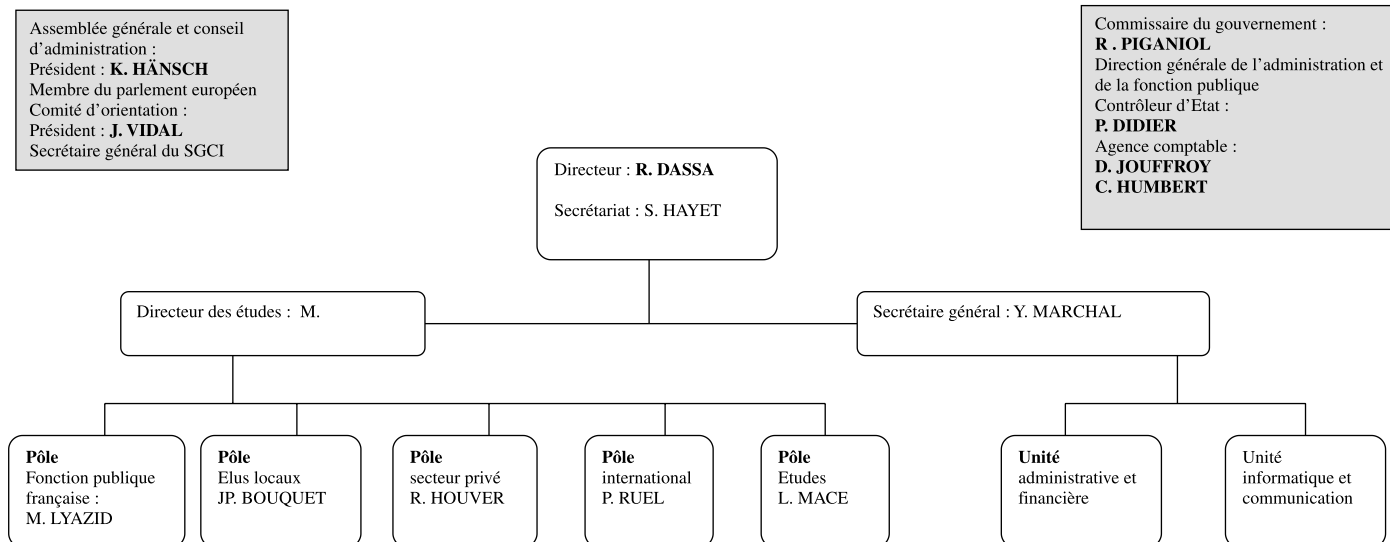 Assemblée générale et conseil
d’administration :
Président : K. HÄNSCH
Membre du parlement européen
Comité d’orientation :
Président : J. VIDAL
Secrétaire général du SGCI
Commissaire du gouvernement :
R . PIGANIOL
Direction générale de l’administration et
de la fonction publique
Contrôleur d’Etat :
P. DIDIER
Agence comptable :
D. JOUFFROY
C. HUMBERT
Directeur : R. DASSA
Secrétariat : S. HAYET
Directeur des études :  M.
Secrétaire général : Y. MARCHAL
Pôle
Fonction publique
française :
M. LYAZID
Pôle
Elus locaux
JP. BOUQUET
Pôle
secteur privé
R. HOUVER
Pôle
international
P. RUEL
Pôle
Etudes
L. MACE
Unité
administrative et
financière
Unité
informatique et
communication